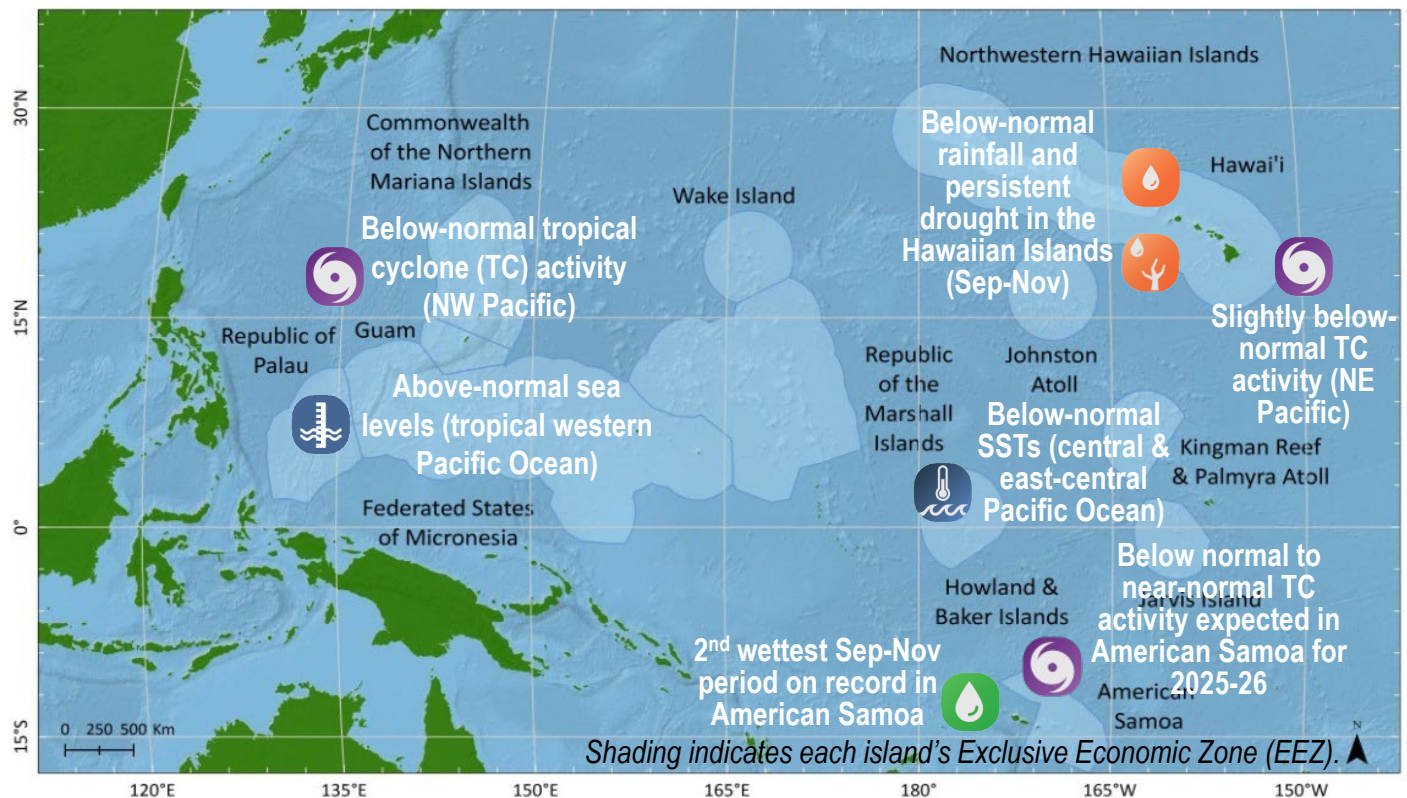 Northwestern Hawaiian Islands
30°N
Commonwealth
of the Northern
Mariana Islands
Below-normal
rainfall and
persistent
drought in the
Hawaiian Islands
(Sep-Nov)
Hawai'i
Wake Island
Below-normal tropical
cyclone (TC) activity
(NW Pacific)
15°N
Slightly below-
normal TC
activity (NE
Pacific)
Republic of
Palau
Guam
Republic
of the
Marshall
Islands
Johnston
Atoll
Above-normal sea
levels (tropical western
Pacific Ocean)
Below-normal
SSTs (central &
east-central
Pacific Ocean)
Kingman Reef
& Palmyra Atoll
Federated States
of Micronesia
0°
Below normal to
near-normal TC
activity expected in
American Samoa for
2025-26
Jarvis Island
Howland &
Baker Islands
2nd wettest Sep-Nov
period on record in
American Samoa
American
Samoa
0 250 500 Km
15°S
N
Shading indicates each island's Exclusive Economic Zone (EEZ).
120°E 135°E 150°E 165°E 180° 165°W 150°W